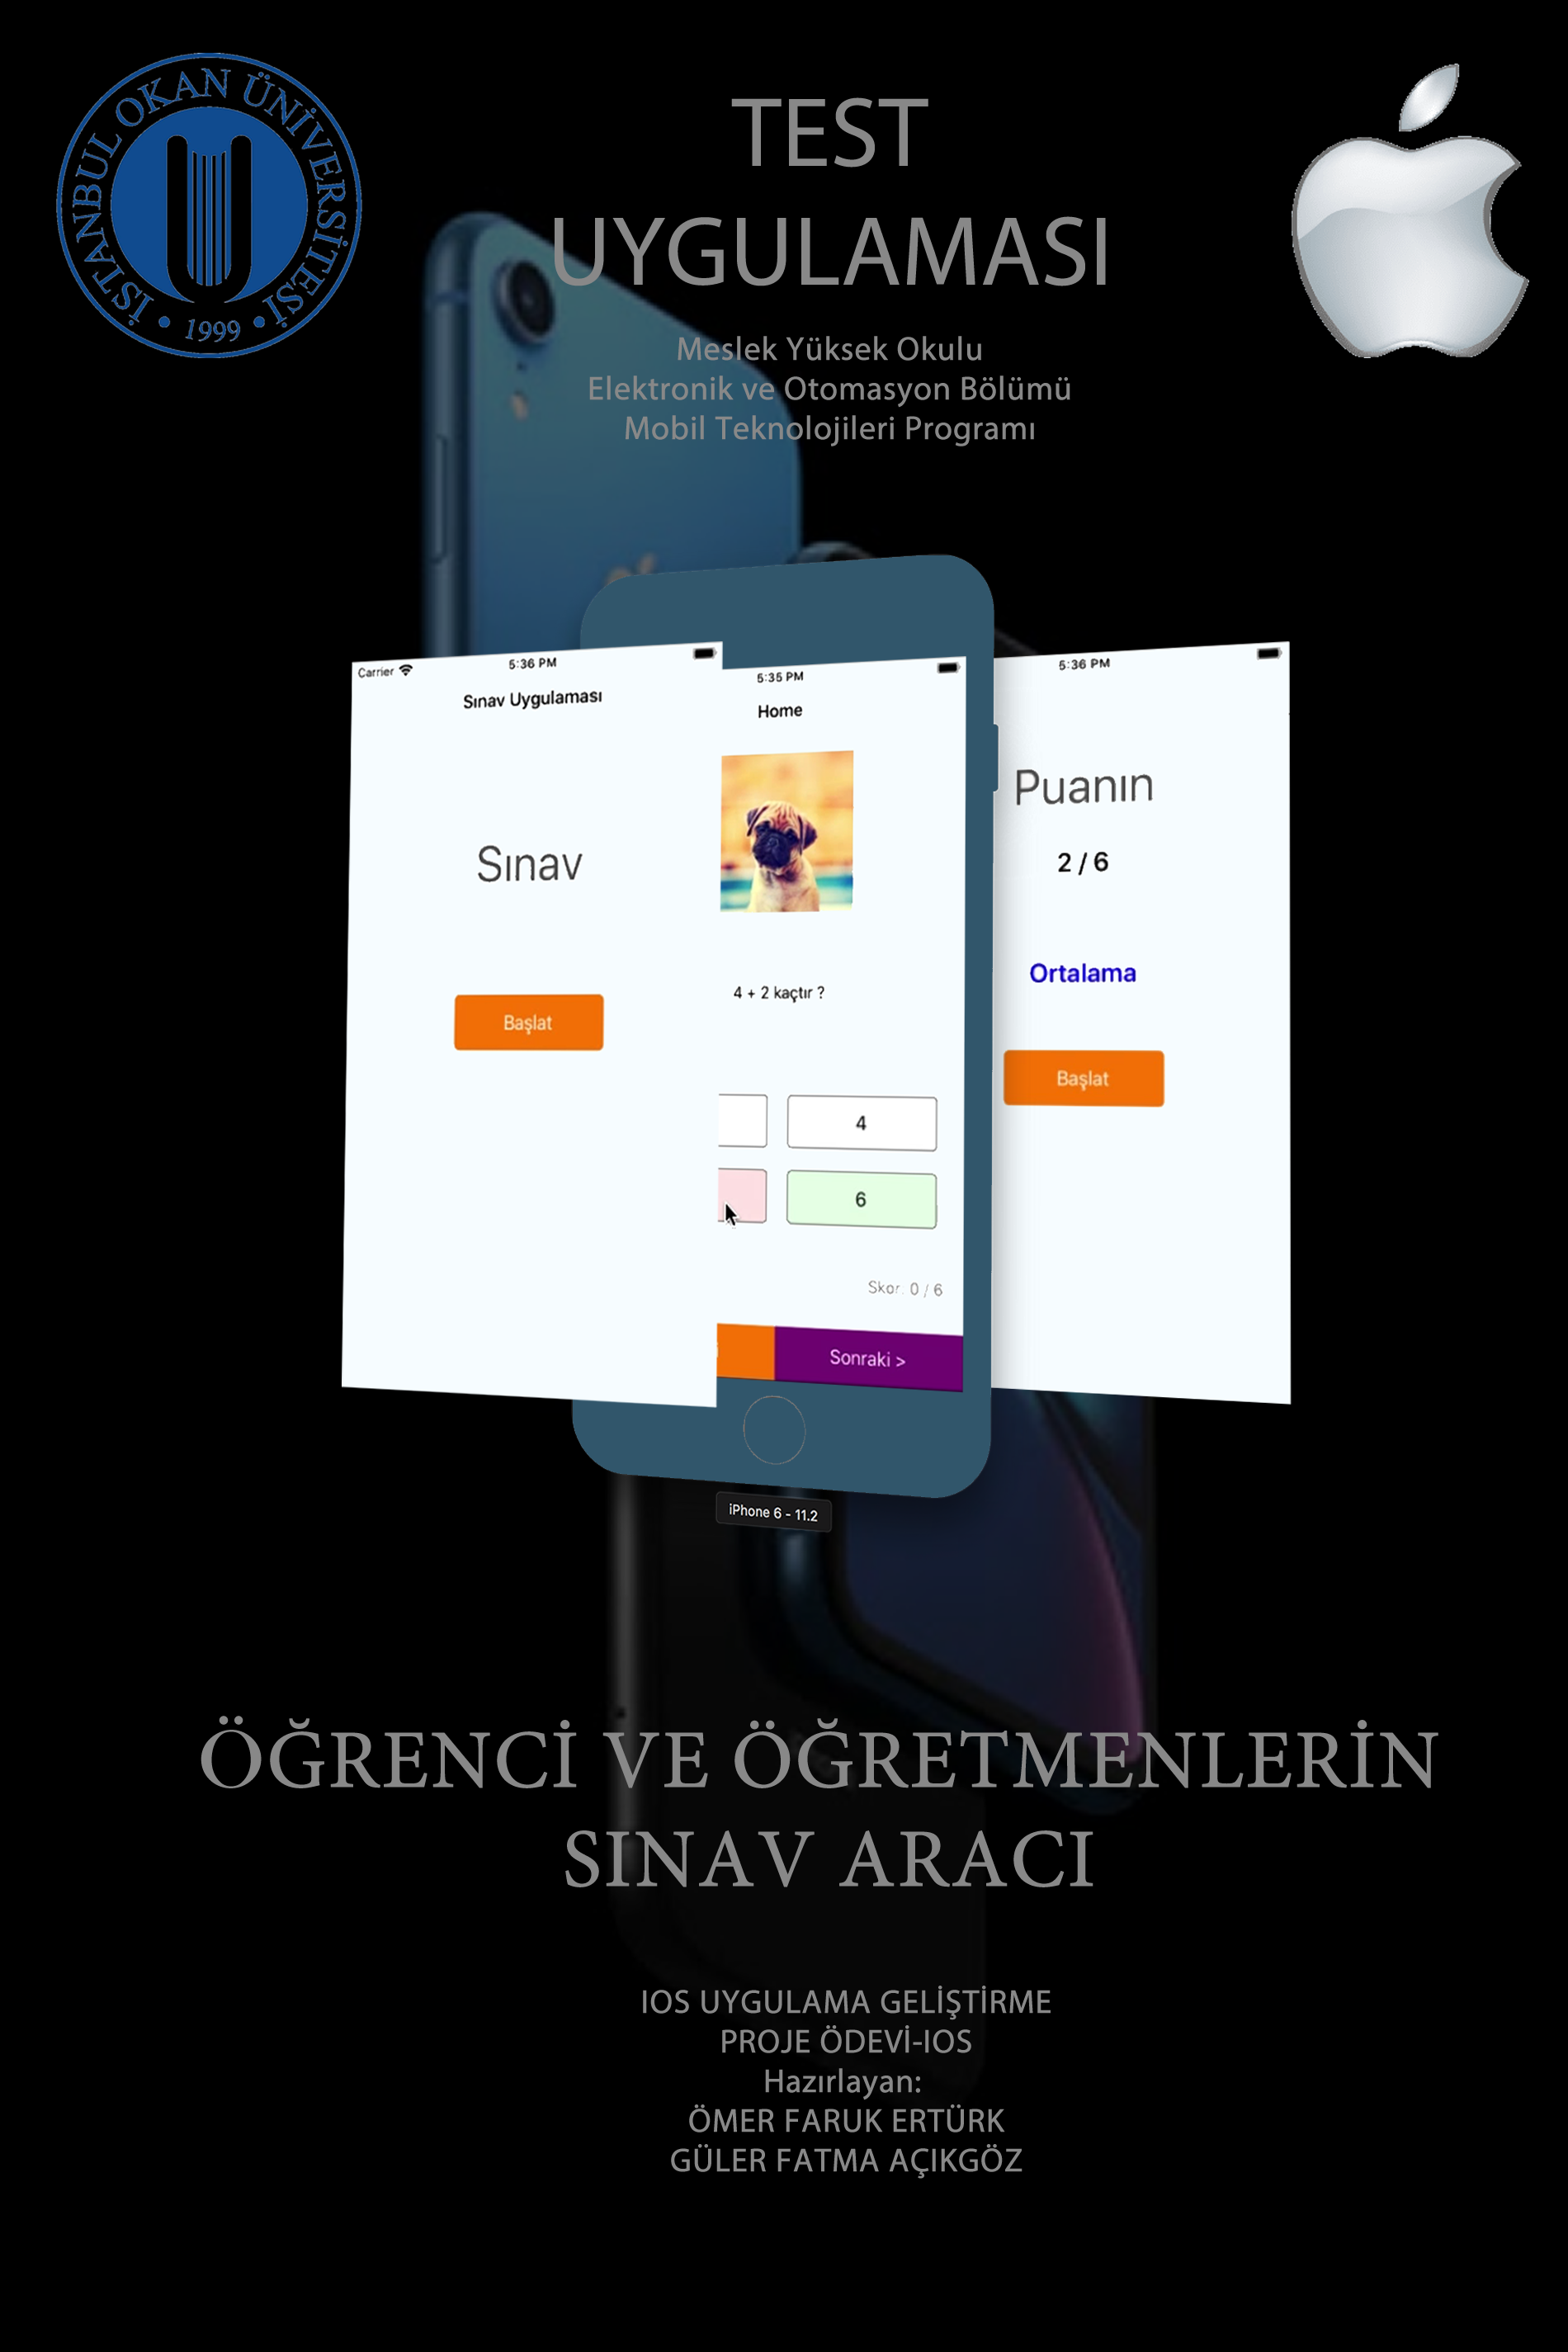 İSTANBUL OKAN ÜNİVERSİTESİ
1999
TEST
UYGULAMASI
Meslek Yüksek Okulu
Elektronik ve Otomasyon Bölümü
Mobil Teknolojileri Programı
Carrier 5:36 PM
Sınav Uygulaması
Sınav
Başlat
5:35 PM
Home
4 + 2 kaçtır ?
4
6
Skor. 0 / 6
Sonraki >
iPhone 6 - 11.2
5:36 PM
Puanın
2 / 6
Ortalama
Başlat
ÖĞRENCİ VE ÖĞRETMENLERİN
SINAV ARACI
IOS UYGULAMA GELİŞTİRME
PROJE ÖDEVİ-IOS
Hazırlayan:
ÖMER FARUK ERTÜRK
GÜLER FATMA AÇIKGÖZ